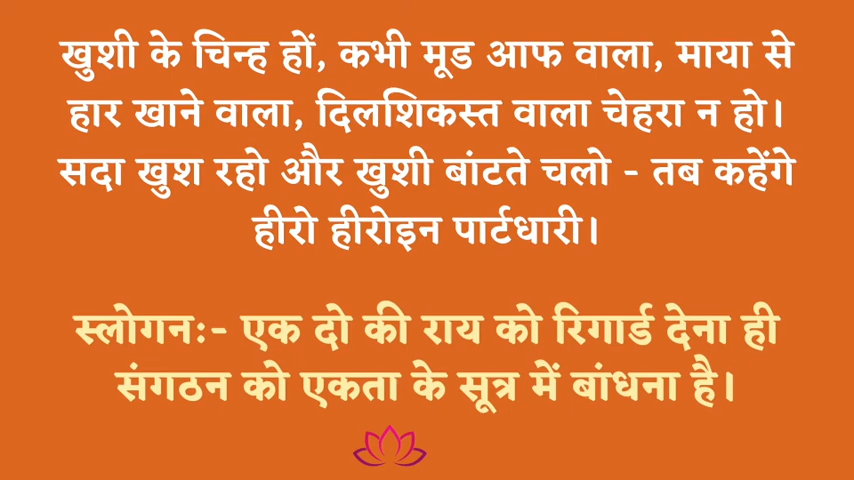 खुशी के चिन्ह हों, कभी मूड आफ वाला, माया से
हार खाने वाला, दिलशिकस्त वाला चेहरा न हो।
सदा खुश रहो और खुशी बांटते चलो - तब कहेंगे
हीरो हीरोइन पार्टधारी।
स्लोगनः- एक दो की राय को रिगार्ड देना ही
संगठन को एकता के सूत्र में बांधना है।